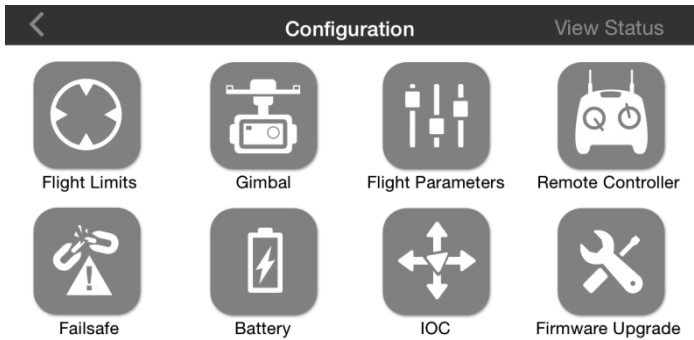 Configuration
View Status
Flight Limits
Gimbal
Flight Parameters
Remote Controller
Failsafe
Battery
IOC
Firmware Upgrade